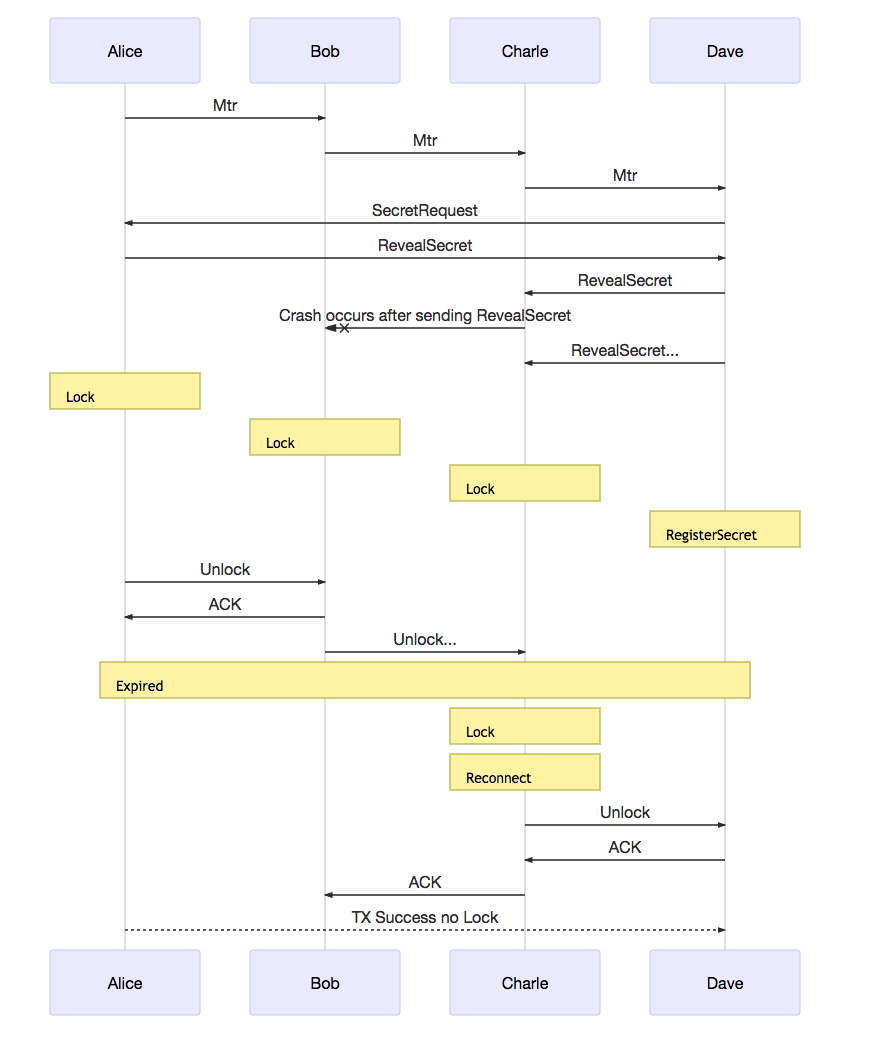 Alice
Bob
Charle
Dave
Mtr
Mtr
Mtr
SecretRequest
RevealSecret
RevealSecret
Crash occurs after sending RevealSecret
RevealSecret...
Lock
Lock
Lock
RegisterSecret
Unlock
ACK
Unlock...
Expired
Lock
Reconnect
Unlock
ACK
ACK
TX Success no Lock
Alice
Bob
Charle
Dave